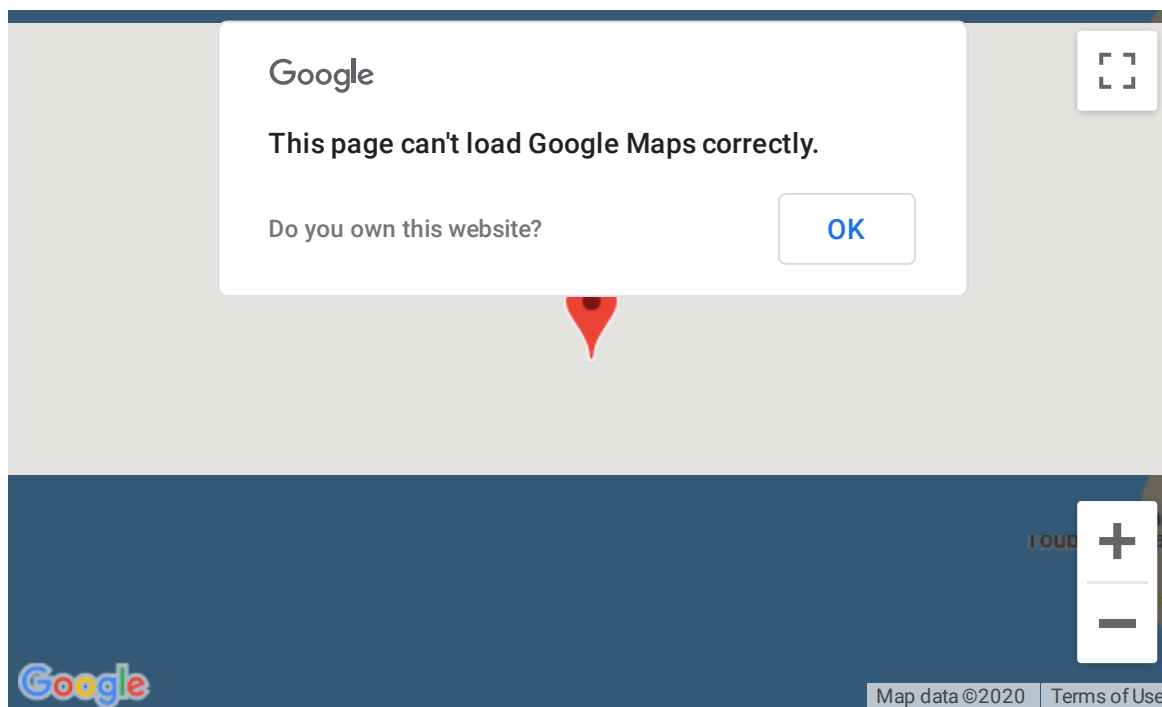 Google
This page can't load Google Maps correctly.
Do you own this website?
OK
Google
Map data ©2020
Terms of Use